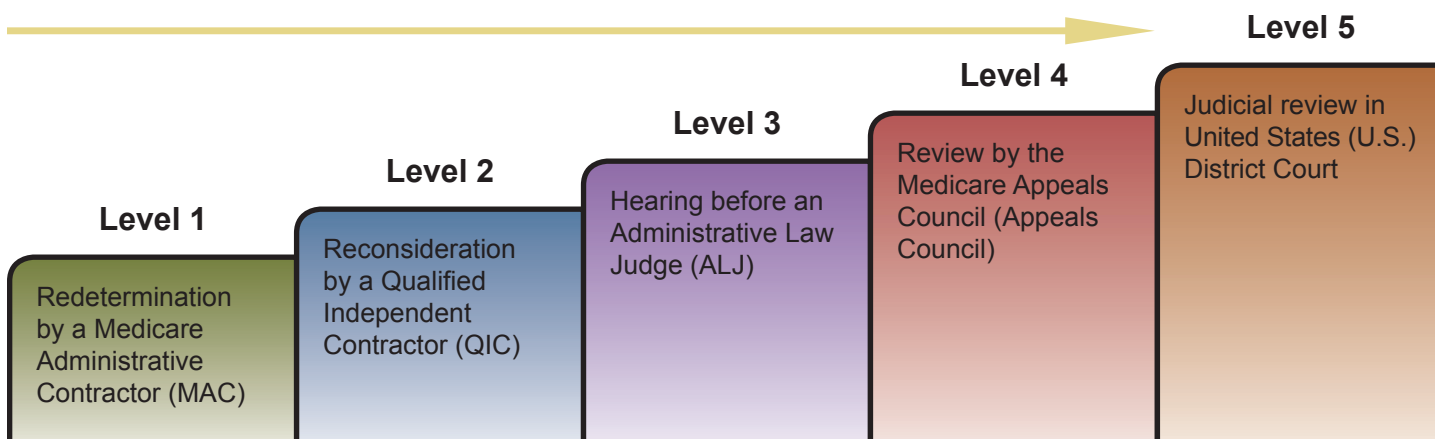 Level 1
Redetermination
by a Medicare
Administrative
Contractor (MAC)
Level 2
Reconsideration
by a Qualified
Independent
Contractor (QIC)
Level 3
Hearing before an
Administrative Law
Judge (ALJ)
Level 4
Review by the
Medicare Appeals
Council (Appeals
Council)
Level 5
Judicial review in
United States (U.S.)
District Court